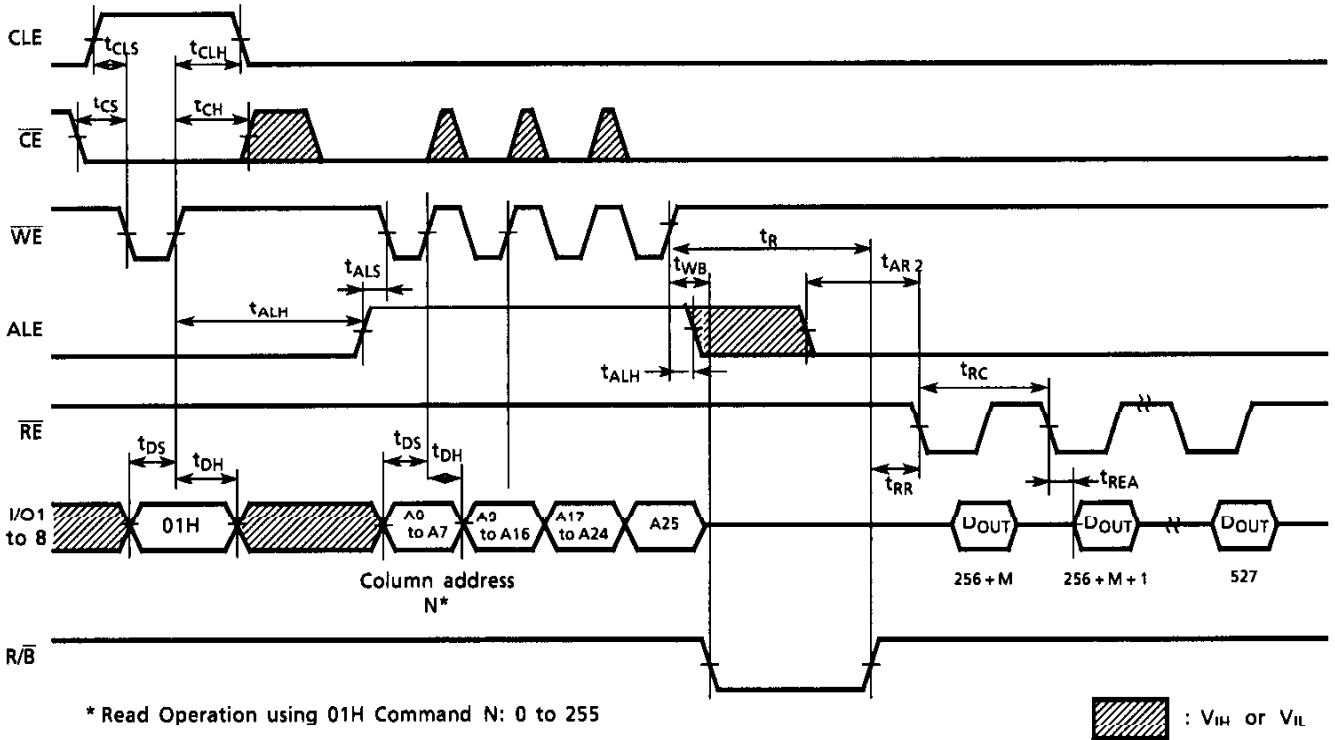 CLE
tCLS
tCLH
tCS
tCH
CE
WE
tR
tALS
tWB
tAR2
tALH
ALE
tALH
tRC
RE
tDS
tDH
tDS
tDH
tRR
tREA
I/O1
to 8
01H
A0
to A7
A9
to A16
A17
to A24
A25
DOUT
DOUT
DOUT
Column address
N*
256 + M
256 + M + 1
527
R/B
* Read Operation using 01H Command N: 0 to 255
: VIH or VIL